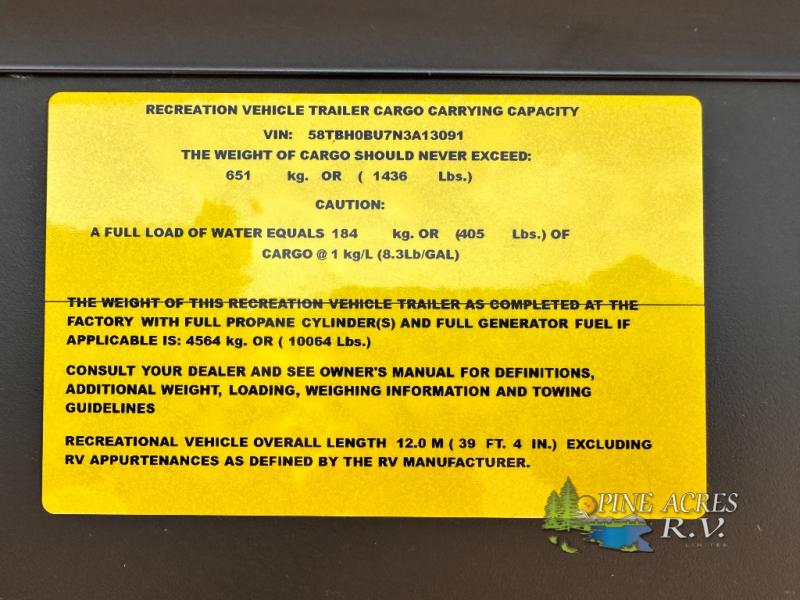 RECREATION VEHICLE TRAILER CARGO CARRYING CAPACITY
VIN: 58TBH0BU7N3A13091
THE WEIGHT OF CARGO SHOULD NEVER EXCEED:
651 kg. OR ( 1436 Lbs.)
CAUTION:
A FULL LOAD OF WATER EQUALS 184 kg. OR (405 Lbs.) OF
CARGO @ 1 kg/L (8.3Lb/GAL)
THE WEIGHT OF THIS RECREATION VEHICLE TRAILER AS COMPLETED AT THE
FACTORY WITH FULL PROPANE CYLINDER(S) AND FULL GENERATOR FUEL IF
APPLICABLE IS: 4564 kg. OR ( 10064 Lbs.)
CONSULT YOUR DEALER AND SEE OWNER'S MANUAL FOR DEFINITIONS,
ADDITIONAL WEIGHT, LOADING, WEIGHING INFORMATION AND TOWING
GUIDELINES
RECREATIONAL VEHICLE OVERALL LENGTH 12.0 M ( 39 FT. 4 IN.) EXCLUDING
RV APPURTENANCES AS DEFINED BY THE RV MANUFACTURER.
PINE ACRES
R.V.
LIMITED